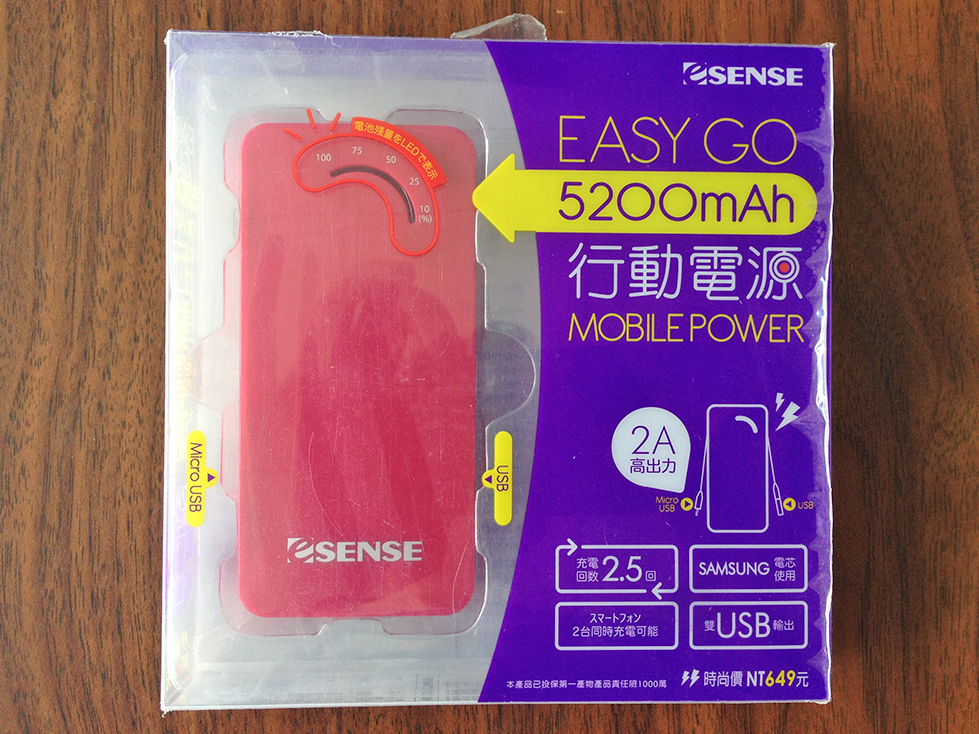 eSENSE
EASY GO
5200mAh
行動電源
MOBILE POWER
電池残量をLEDで表示
100
75
50
25
10
(%)
Micro USB
USB
eSENSE
2A
高出力
Micro
USB
USB
充電
回数 2.5 回
SAMSUNG 電芯
使用
スマートフォン
2台同時充電可能
雙USB輸出
本產品已投保第一產物產品責任險1000萬
時尚價 NT649元